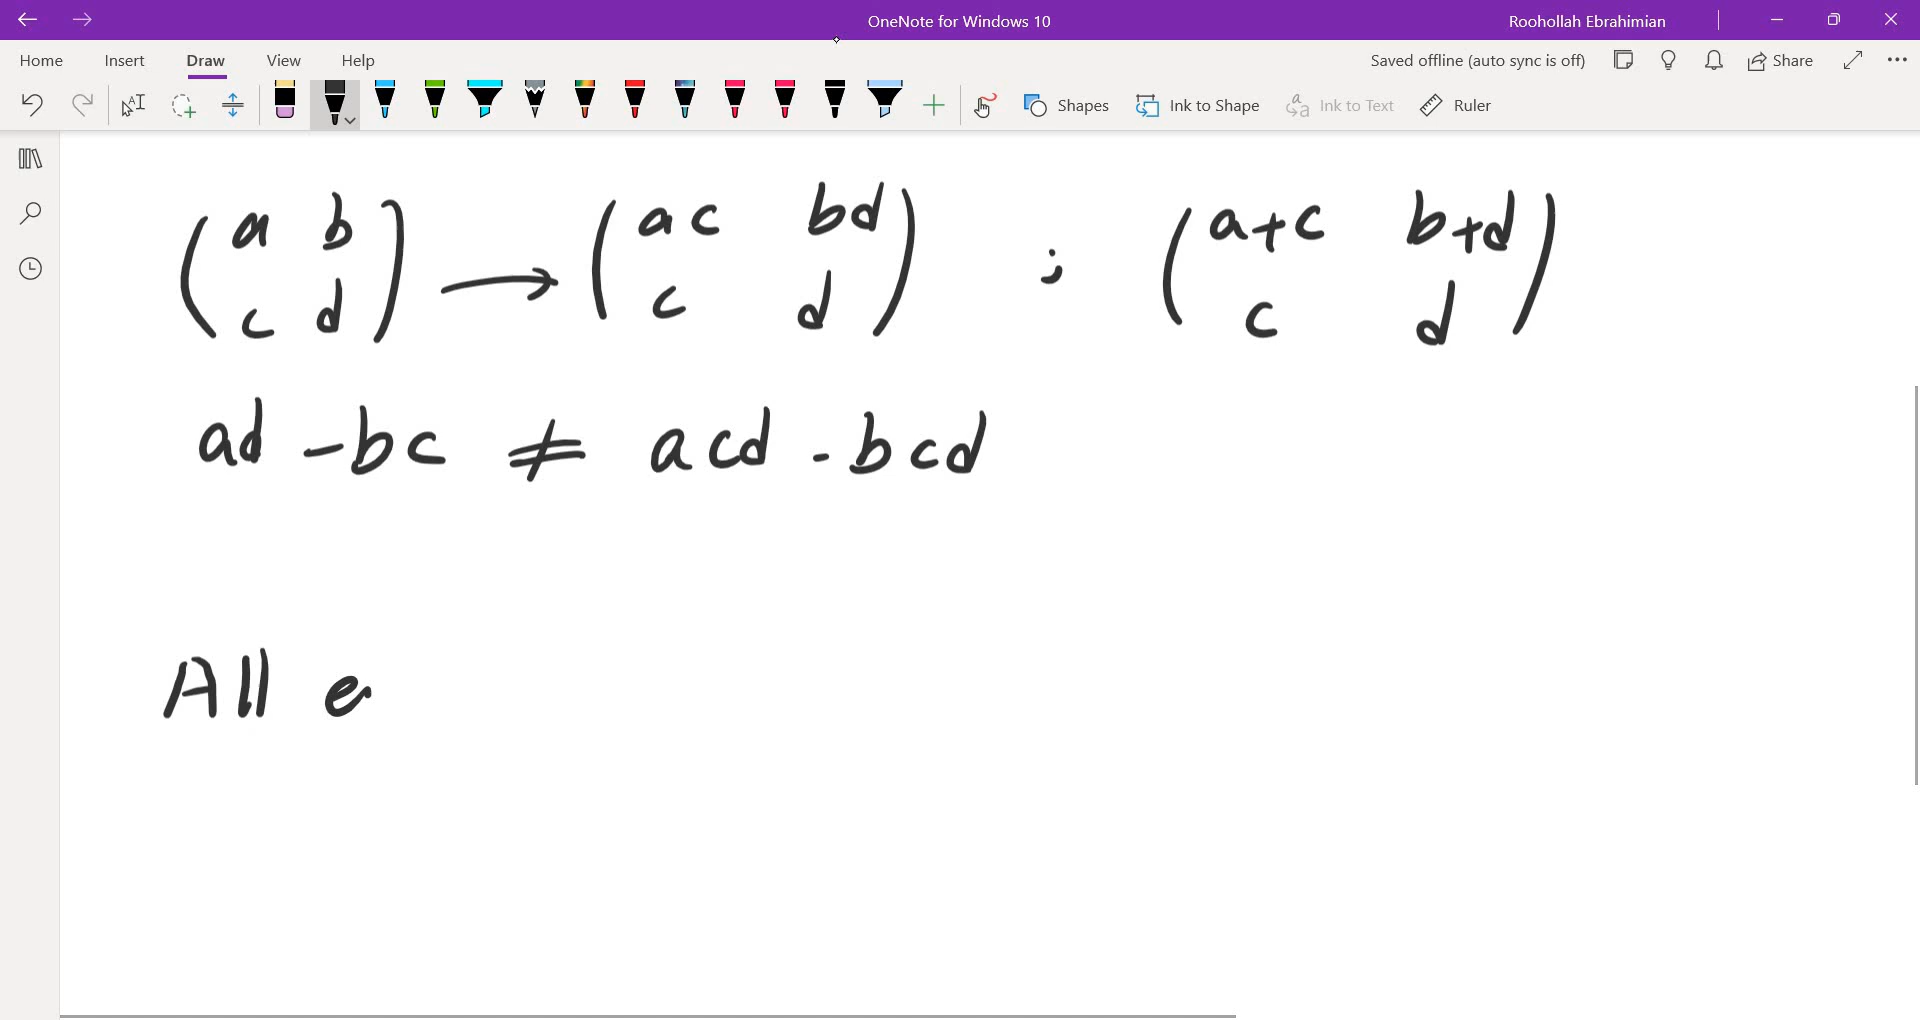 OneNote for Windows 10
Roohollah Ebrahimian
Home Insert Draw View Help
Saved offline (auto sync is off) Share
Shapes Ink to Shape Ink to Text Ruler
( a b ) → ( ac bd ) ; ( a+c b+d )
( c d ) ( c d ) ( c d )
ad - bc ≠ acd - bcd
All e